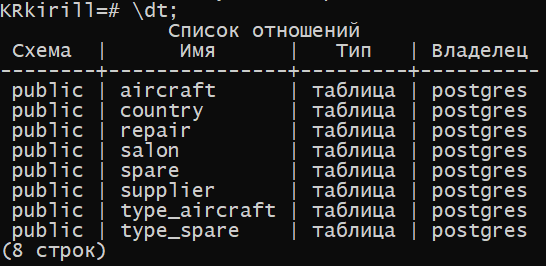 KRkirill=# \dt;
Список отношений
Схема | Имя | Тип | Владелец
--------+---------------+---------+----------
public | aircraft | таблица | postgres
public | country | таблица | postgres
public | repair | таблица | postgres
public | salon | таблица | postgres
public | spare | таблица | postgres
public | supplier | таблица | postgres
public | type_aircraft | таблица | postgres
public | type_spare | таблица | postgres
(8 строк)